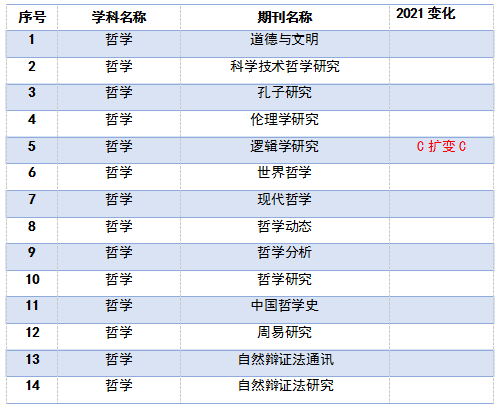 序号 学科名称 期刊名称 2021变化
1 哲学 道德与文明
2 哲学 科学技术哲学研究
3 哲学 孔子研究
4 哲学 伦理学研究
5 哲学 逻辑学研究 C扩变C
6 哲学 世界哲学
7 哲学 现代哲学
8 哲学 哲学动态
9 哲学 哲学分析
10 哲学 哲学研究
11 哲学 中国哲学史
12 哲学 周易研究
13 哲学 自然辩证法通讯
14 哲学 自然辩证法研究